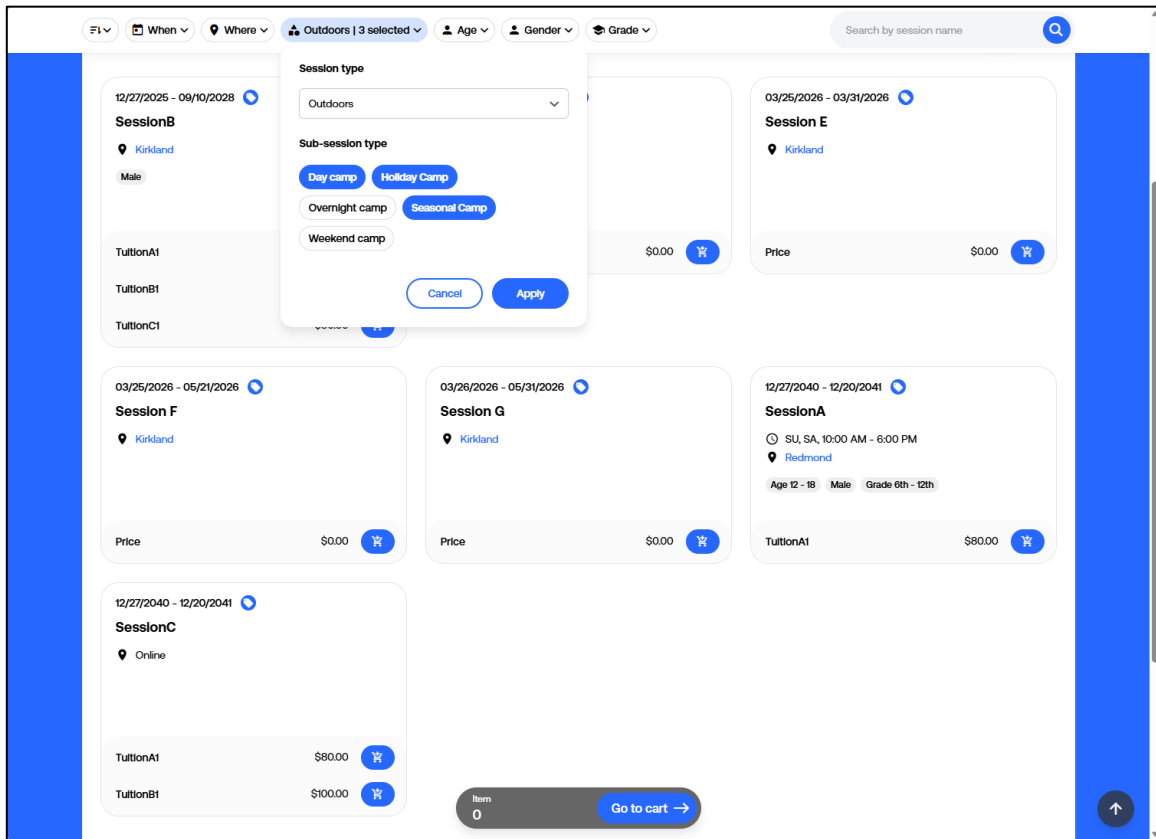 When
Where
Outdoors | 3 selected
Age
Gender
Grade
Search by session name
Session type
Outdoors
Sub-session type
Day camp
Holiday Camp
Overnight camp
Seasonal Camp
Weekend camp
Cancel
Apply
12/27/2025 - 09/10/2028
SessionB
Kirkland
Male
TuitionA1
TuitionB1
TuitionC1
$0.00
03/25/2026 - 03/31/2026
Session E
Kirkland
Price
$0.00
03/25/2026 - 05/21/2026
Session F
Kirkland
Price
$0.00
03/26/2026 - 05/31/2026
Session G
Kirkland
Price
$0.00
12/27/2040 - 12/20/2041
SessionA
SU, SA, 10:00 AM - 6:00 PM
Redmond
Age 12 - 18
Male
Grade 6th - 12th
TuitionA1
$80.00
12/27/2040 - 12/20/2041
SessionC
Online
TuitionA1
$80.00
TuitionB1
$100.00
Item
0
Go to cart